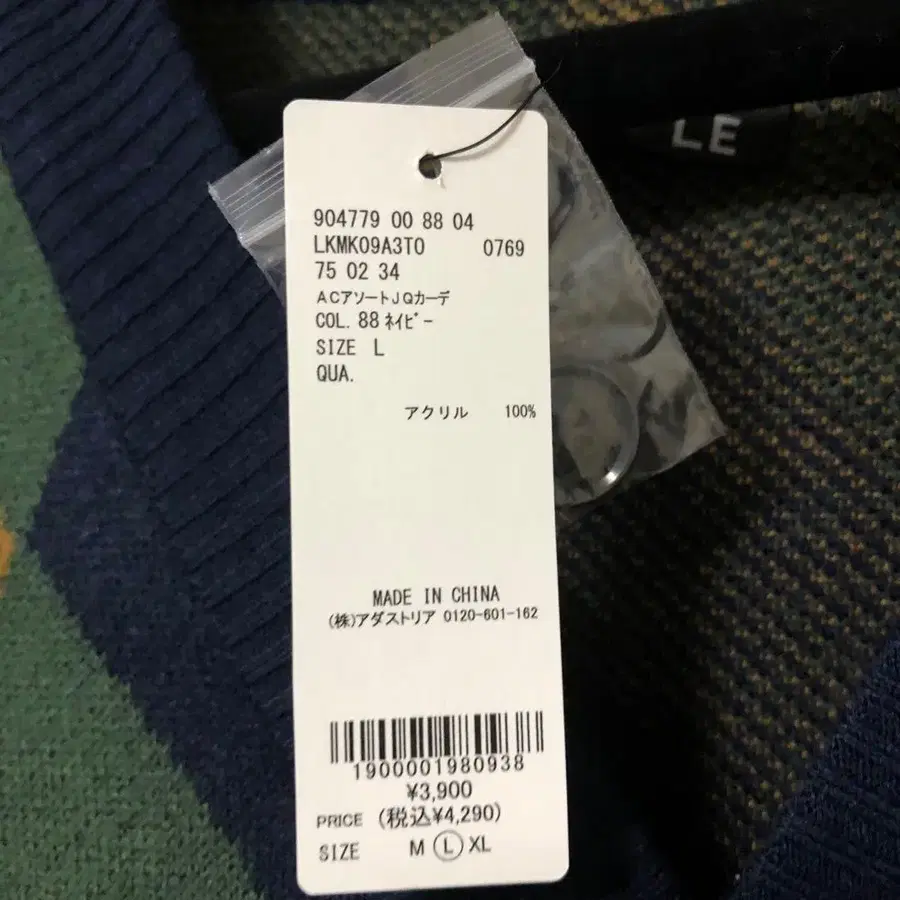 LE
904779 00 88 04
LKMK09A3T0 0769
75 02 34
ACアソートJQカーデ
COL. 88 ネイビー
SIZE L
QUA.
アクリル 100%
MADE IN CHINA
(株)アダストリア 0120-601-162
1900001980938
¥3,900
PRICE (税込¥4,290)
SIZE M L XL